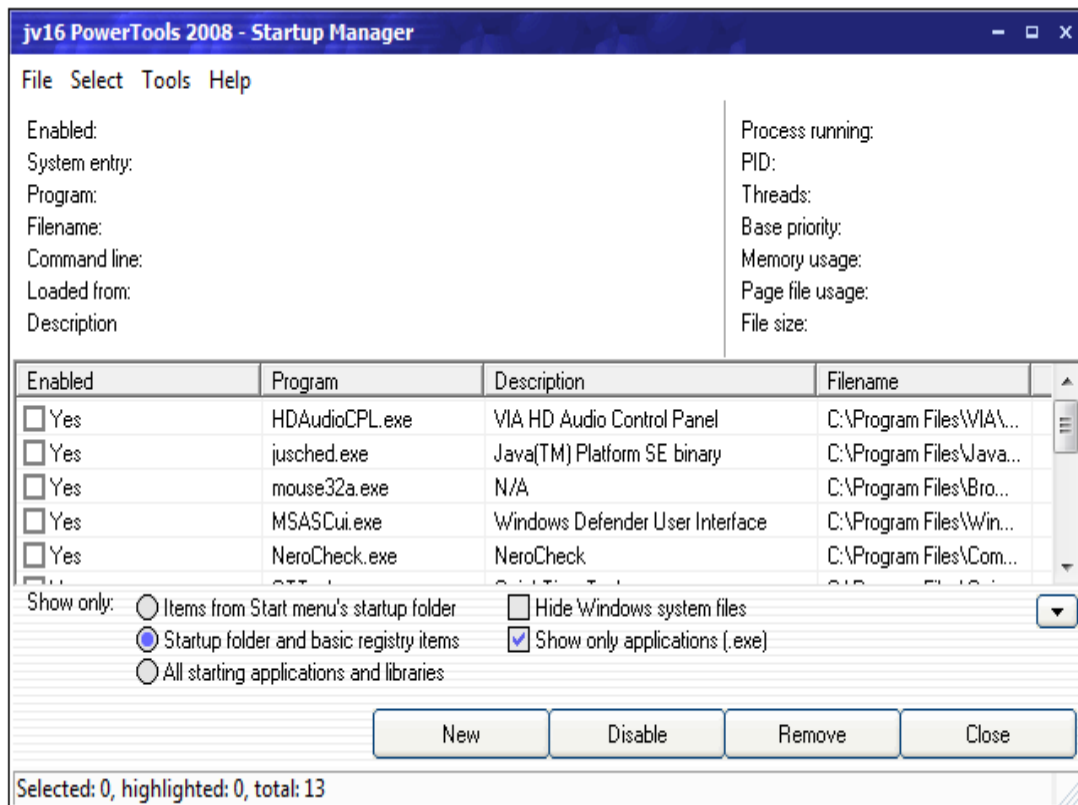 jv16 PowerTools 2008 - Startup Manager
File Select Tools Help
Enabled:
System entry:
Program:
Filename:
Command line:
Loaded from:
Description
Process running:
PID:
Threads:
Base priority:
Memory usage:
Page file usage:
File size:
Enabled Program Description Filename
Yes HDAudioCPL.exe VIA HD Audio Control Panel C:\Program Files\VIA\...
Yes jusched.exe Java(TM) Platform SE binary C:\Program Files\Java...
Yes mouse32a.exe N/A C:\Program Files\Bro...
Yes MSASCui.exe Windows Defender User Interface C:\Program Files\Win...
Yes NeroCheck.exe NeroCheck C:\Program Files\Com...
Show only:
Items from Start menu's startup folder
Startup folder and basic registry items
All starting applications and libraries
Hide Windows system files
Show only applications (.exe)
New Disable Remove Close
Selected: 0, highlighted: 0, total: 13